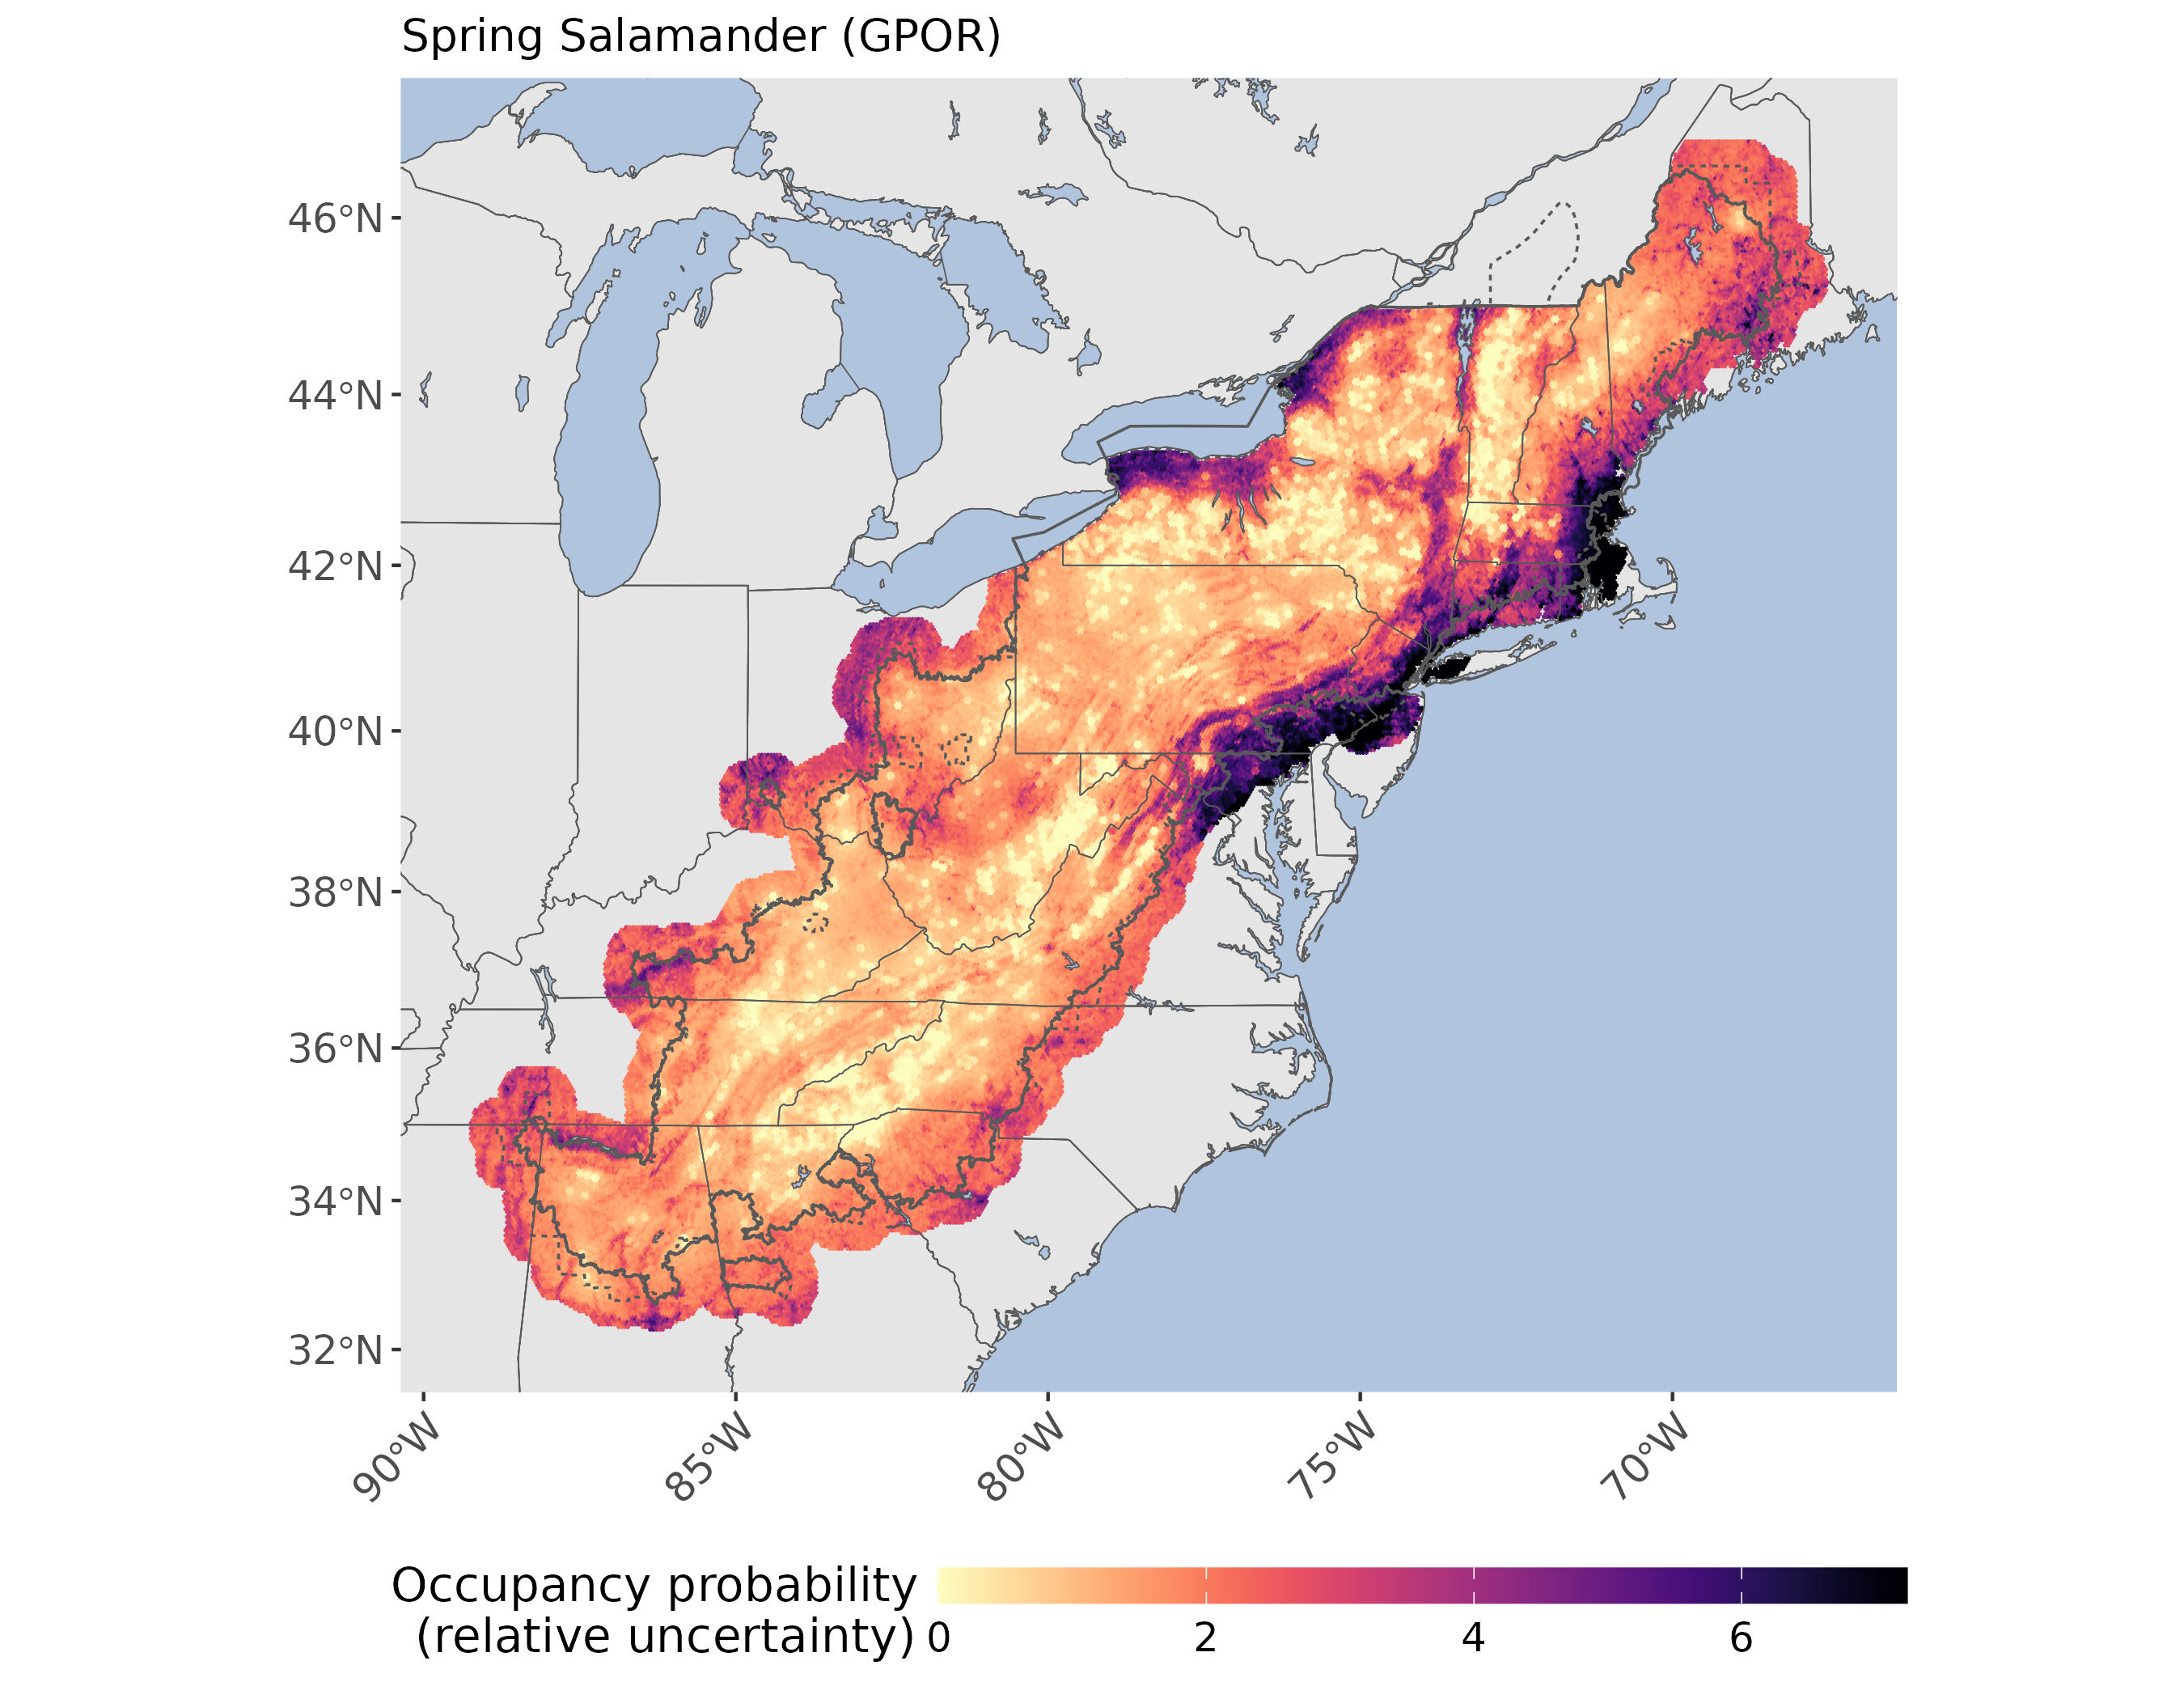 Spring Salamander (GPOR)
46°N
44°N
42°N
40°N
38°N
36°N
34°N
32°N
90°W 85°W 80°W 75°W 70°W
Occupancy probability
(relative uncertainty) 0 2 4 6